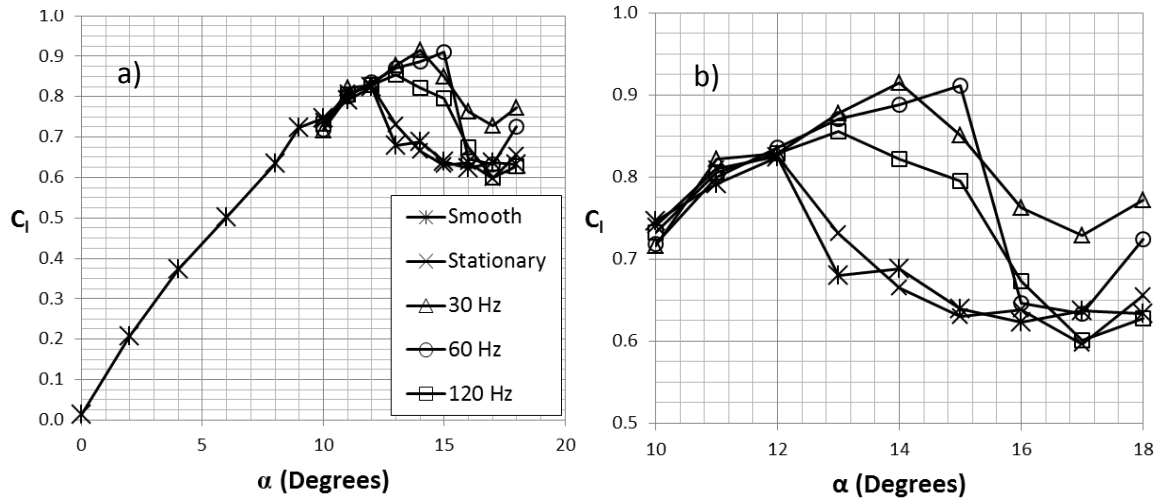 a)
1.0
0.9
0.8
0.7
0.6
0.5
0.4
0.3
0.2
0.1
0.0
Cl
0 5 10 15 20
α (Degrees)
Smooth
Stationary
30 Hz
60 Hz
120 Hz
b)
1.0
0.9
0.8
0.7
0.6
0.5
Cl
10 12 14 16 18
α (Degrees)